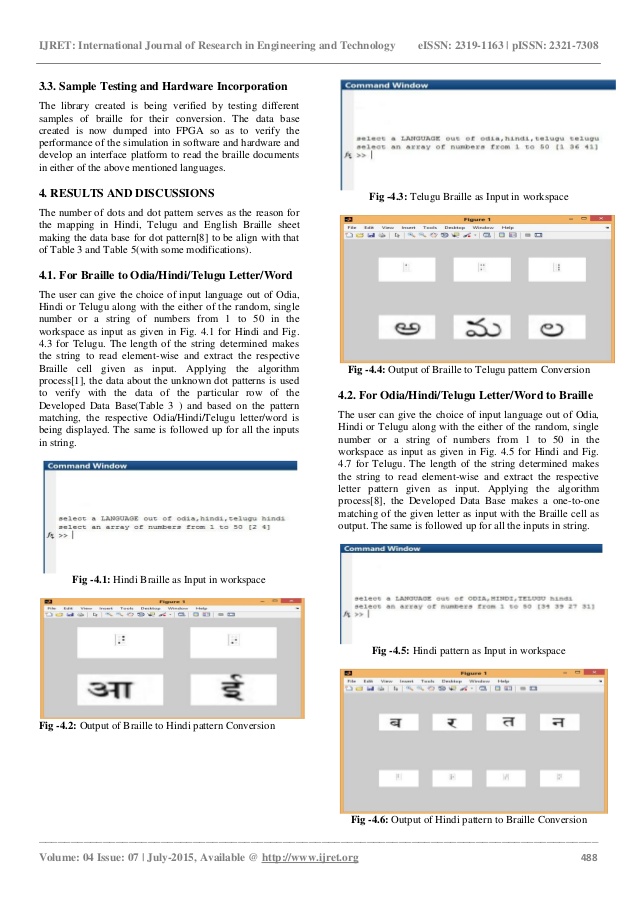 IJRET: International Journal of Research in Engineering and Technology eISSN: 2319-1163 | pISSN: 2321-7308
3.3. Sample Testing and Hardware Incorporation
The library created is being verified by testing different
samples of braille for their conversion. The data base
created is now dumped into FPGA so as to verify the
performance of the simulation in software and hardware and
develop an interface platform to read the braille documents
in either of the above mentioned languages.
4. RESULTS AND DISCUSSIONS
The number of dots and dot pattern serves as the reason for
the mapping in Hindi, Telugu and English Braille sheet
making the data base for dot pattern[8] to be align with that
of Table 3 and Table 5(with some modifications).
4.1. For Braille to Odia/Hindi/Telugu Letter/Word
The user can give the choice of input language out of Odia,
Hindi or Telugu along with the either of the random, single
number or a string of numbers from 1 to 50 in the
workspace as input as given in Fig. 4.1 for Hindi and Fig.
4.3 for Telugu. The length of the string determined makes
the string to read element-wise and extract the respective
Braille cell given as input. Applying the algorithm
process[1], the data about the unknown dot patterns is used
to verify with the data of the particular row of the
Developed Data Base(Table 3 ) and based on the pattern
matching, the respective Odia/Hindi/Telugu letter/word is
being displayed. The same is followed up for all the inputs
in string.
Command Window
select a LANGUAGE out of odia,hindi,telugu hindi
select an array of numbers from 1 to 50 [2 4]
fx >>
Fig -4.1: Hindi Braille as Input in workspace
Figure 1
File Edit View Insert Tools Desktop Window Help
आ ई
Fig -4.2: Output of Braille to Hindi pattern Conversion
Command Window
select a LANGUAGE out of odia,hindi,telugu telugu
select an array of numbers from 1 to 50 [1 36 41]
fx >>
Fig -4.3: Telugu Braille as Input in workspace
Figure 1
File Edit View Insert Tools Desktop Window Help
అ మ ల
Fig -4.4: Output of Braille to Telugu pattern Conversion
4.2. For Odia/Hindi/Telugu Letter/Word to Braille
The user can give the choice of input language out of Odia,
Hindi or Telugu along with the either of the random, single
number or a string of numbers from 1 to 50 in the
workspace as input as given in Fig. 4.5 for Hindi and Fig.
4.7 for Telugu. The length of the string determined makes
the string to read element-wise and extract the respective
letter pattern given as input. Applying the algorithm
process[8], the Developed Data Base makes a one-to-one
matching of the given letter as input with the Braille cell as
output. The same is followed up for all the inputs in string.
Command Window
select a LANGUAGE out of ODIA,HINDI,TELUGU hindi
select an array of numbers from 1 to 50 [34 39 27 31]
fx >>
Fig -4.5: Hindi pattern as Input in workspace
Figure 1
File Edit View Insert Tools Desktop Window Help
ब र त न
Fig -4.6: Output of Hindi pattern to Braille Conversion
Volume: 04 Issue: 07 | July-2015, Available @ http://www.ijret.org 488